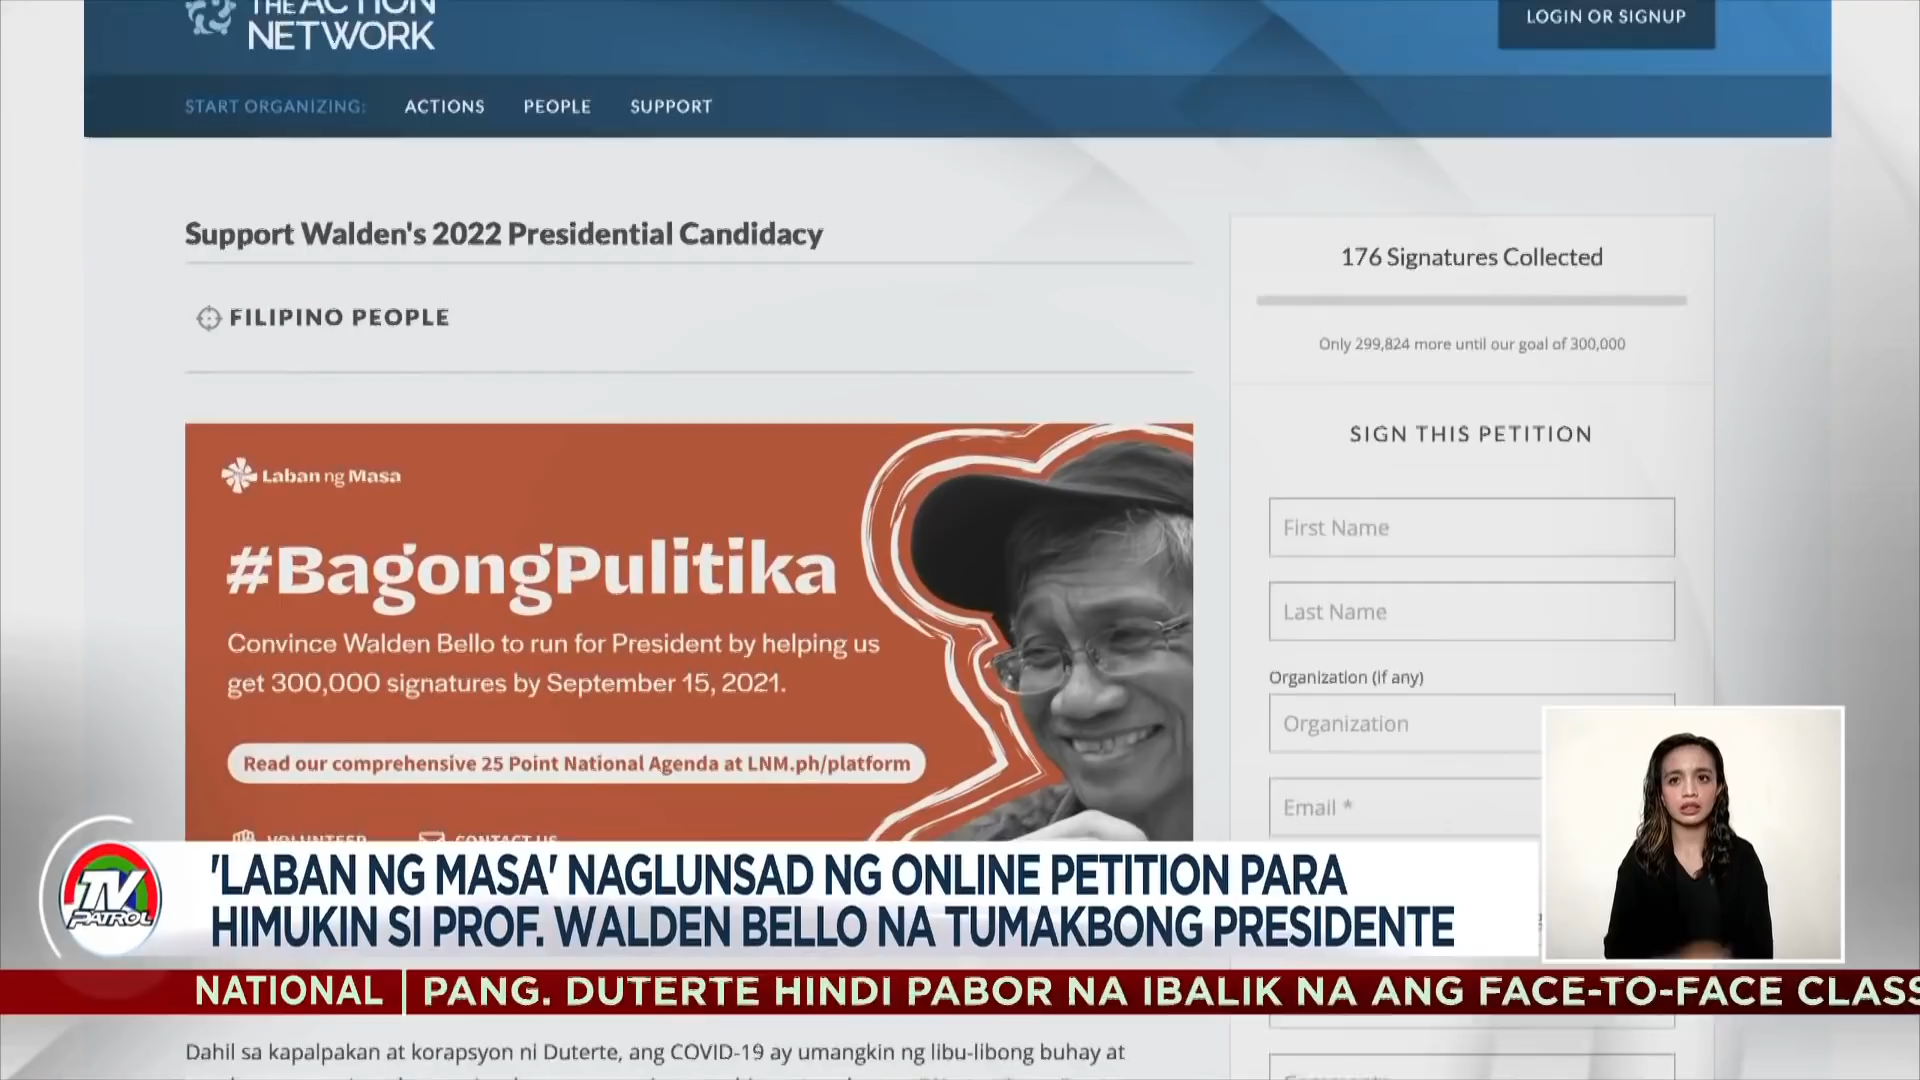 THE ACTION
NETWORK
LOGIN OR SIGNUP
START ORGANIZING:
ACTIONS
PEOPLE
SUPPORT
Support Walden's 2022 Presidential Candidacy
FILIPINO PEOPLE
176 Signatures Collected
Only 299,824 more until our goal of 300,000
SIGN THIS PETITION
First Name
Last Name
Organization (if any)
Organization
Email *
Laban ng Masa
#BagongPulitika
Convince Walden Bello to run for President by helping us
get 300,000 signatures by September 15, 2021.
Read our comprehensive 25 Point National Agenda at LNM.ph/platform
VOLUNTEER
CONTACT US
TV
PATROL
'LABAN NG MASA' NAGLUNSAD NG ONLINE PETITION PARA
HIMUKIN SI PROF. WALDEN BELLO NA TUMAKBONG PRESIDENTE
NATIONAL
PANG. DUTERTE HINDI PABOR NA IBALIK NA ANG FACE-TO-FACE CLASS
Dahil sa kapalpakan at korapsyon ni Duterte, ang COVID-19 ay umangkin ng libu-libong buhay at